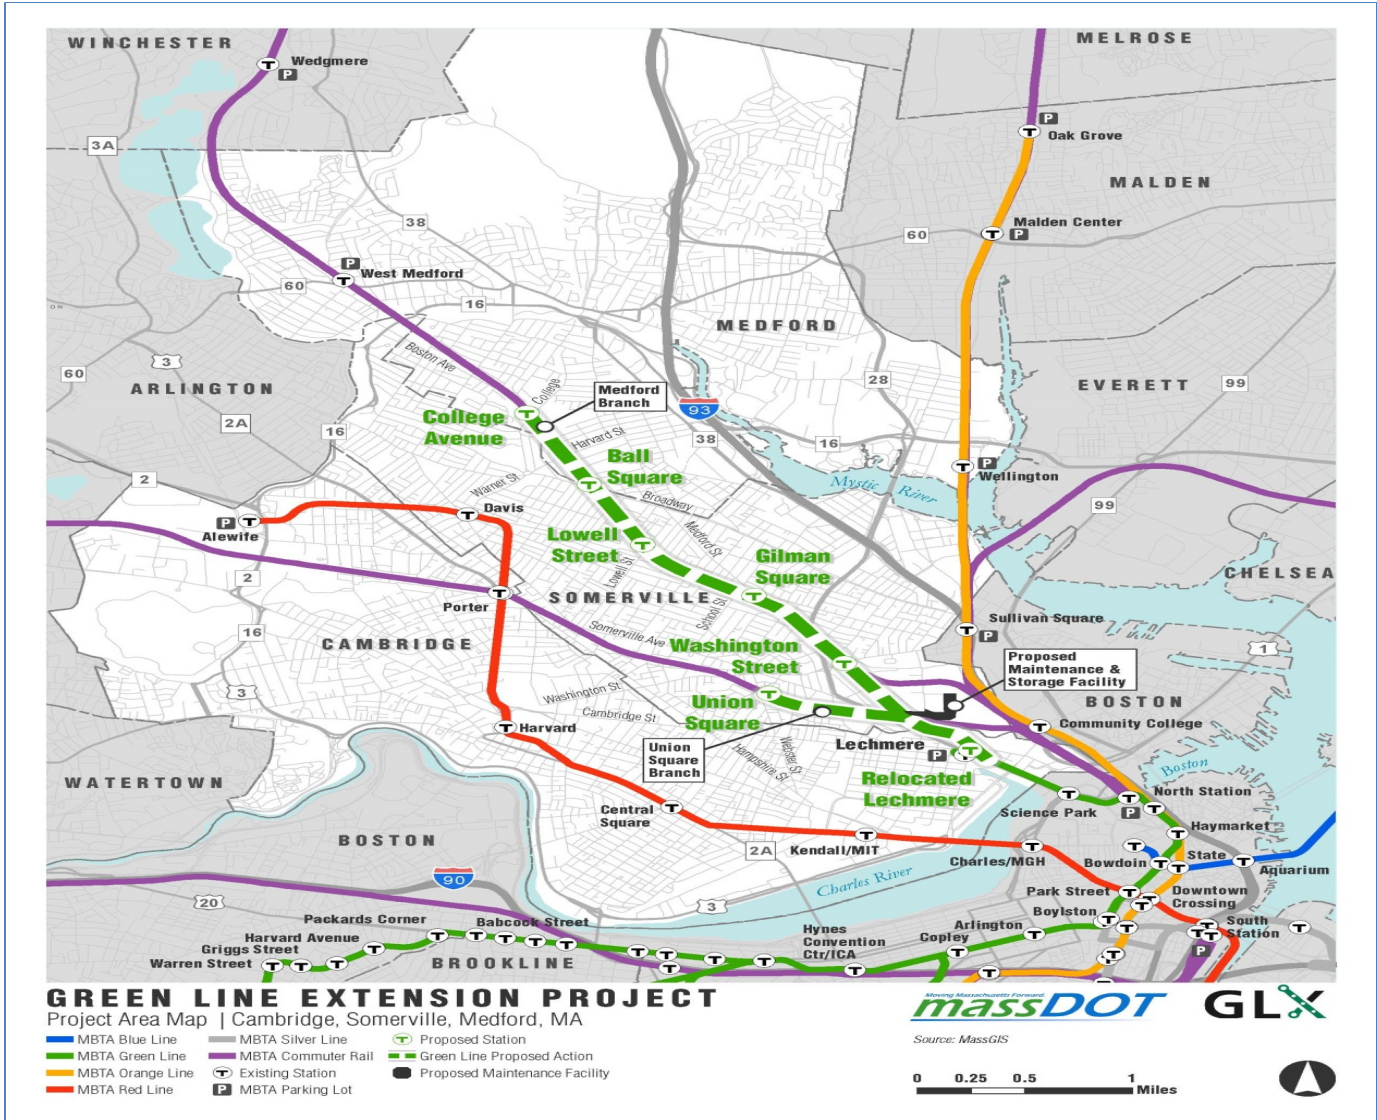 WINCHESTER
Wedgmere
P
MELROSE
P
Oak Grove
3A
MALDEN
38
Malden Center
P
60
P
West Medford
60
16
MEDFORD
Boston Ave
3
60
ARLINGTON
College
Medford
Branch
28
EVERETT
99
93
College
Avenue
2A
16
Harvard St
38
16
Ball
Square
P
Wellington
2
Warner St
Mystic River
Broadway
99
Davis
P
Alewife
Medford St
Lowell
Street
Gilman
Square
Lowell St
CHELSEA
2
SOMERVILLE
Porter
School St
Sullivan Square
P
16
Somerville Ave
CAMBRIDGE
Washington
Street
1
Proposed
Maintenance &
Storage Facility
3
Washington St
Union
Square
BOSTON
Cambridge St
Harvard
Community College
Lechmere
P
Union
Square
Branch
Webster St
Hampshire St
Boston
WATERTOWN
Relocated
Lechmere
North Station
P
Central
Square
Science Park
Haymarket
BOSTON
2A
Kendall/MIT
Charles/MGH
Bowdoin
State
Aquarium
90
Charles River
Park Street
Downtown
Crossing
20
3
Packards Corner
Babcock Street
Boylston
South
Station
P
Arlington
Harvard Avenue
Hynes
Convention
Ctr/ICA
Copley
Griggs Street
Warren Street
BROOKLINE
GREEN LINE EXTENSION PROJECT
Project Area Map | Cambridge, Somerville, Medford, MA
MBTA Blue Line
MBTA Green Line
MBTA Orange Line
MBTA Red Line
MBTA Silver Line
MBTA Commuter Rail
T Existing Station
P MBTA Parking Lot
T Proposed Station
Green Line Proposed Action
Proposed Maintenance Facility
Moving Massachusetts Forward.
massDOT
GLX
Source: MassGIS
0 0.25 0.5 1
Miles